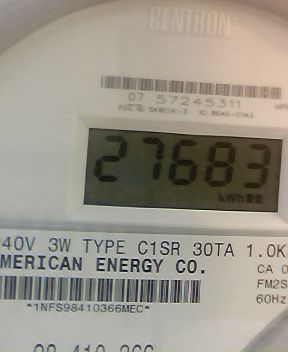 CENTRON
07 57245311
27683
kWh
40V 3W TYPE C1SR 30TA 1.0K
MERICAN ENERGY CO.
CA 0
FM2S
60Hz
*1NFS98410366MEC*